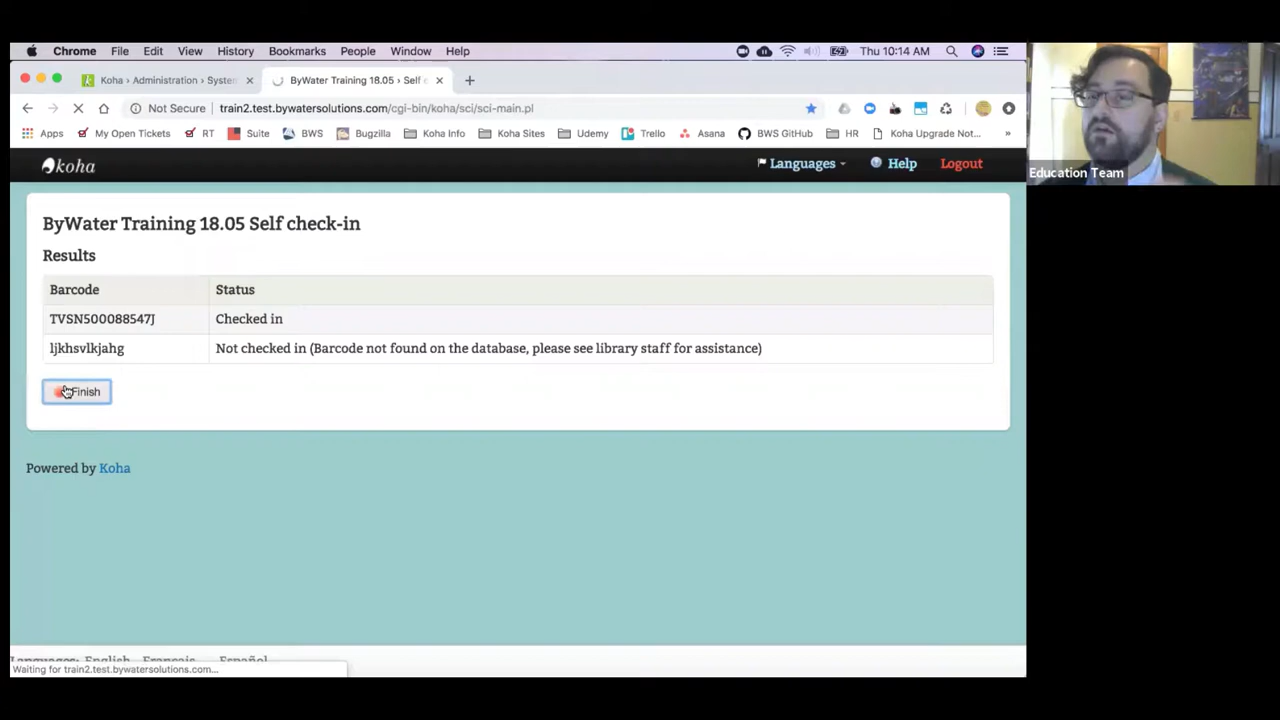 Chrome File Edit View History Bookmarks People Window Help Thu 10:14 AM
Koha › Administration › System ByWater Training 18.05 › Self c
Not Secure train2.test.bywatersolutions.com/cgi-bin/koha/sci/sci-main.pl
Apps My Open Tickets RT Suite BWS Bugzilla Koha Info Koha Sites Udemy Trello Asana BWS GitHub HR Koha Upgrade Not... »
koha Languages Help Logout
Education Team
ByWater Training 18.05 Self check-in
Results
Barcode Status
TVSN500088547J Checked in
ljkhsvlkjahg Not checked in (Barcode not found on the database, please see library staff for assistance)
Finish
Powered by Koha
Languages: English Français Español
Waiting for train2.test.bywatersolutions.com...